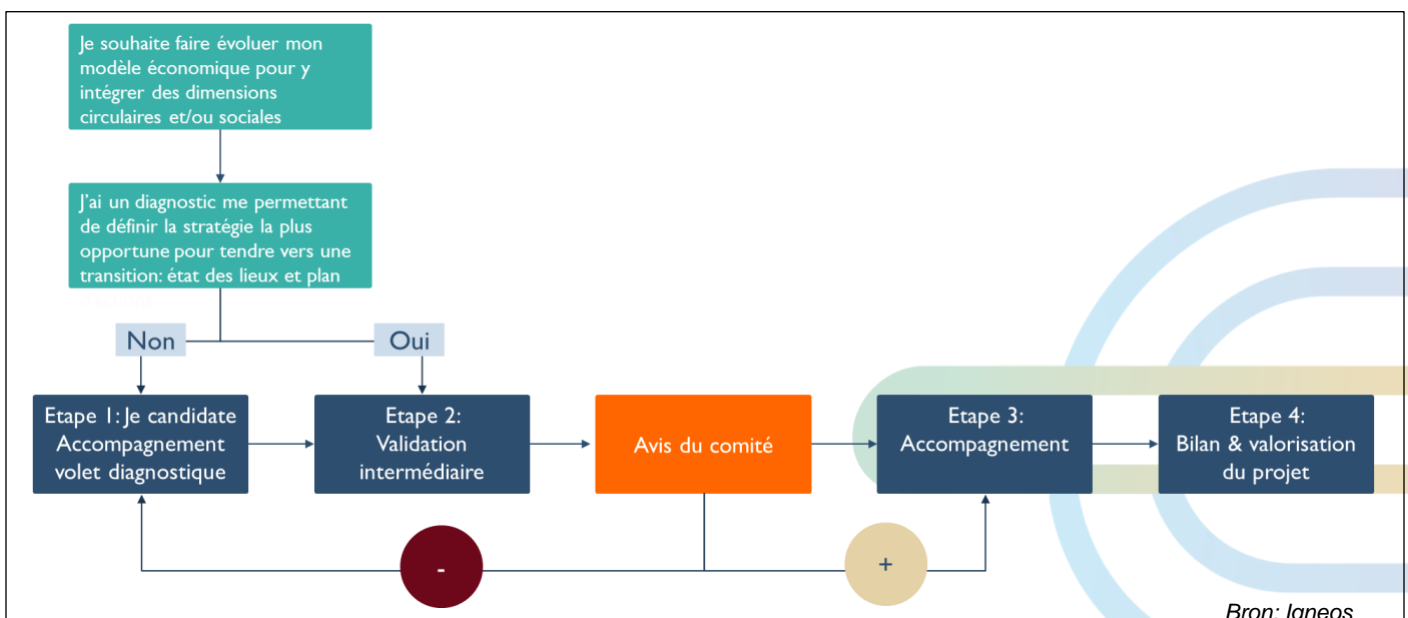 Je souhaite faire évoluer mon
modèle économique pour y
intégrer des dimensions
circulaires et/ou sociales
J'ai un diagnostic me permettant
de définir la stratégie la plus
opportune pour tendre vers une
transition: état des lieux et plan
Non
Oui
Etape 1: Je candidate
Accompagnement
volet diagnostique
Etape 2:
Validation
intermédiaire
Avis du comité
Etape 3:
Accompagnement
Etape 4:
Bilan & valorisation
du projet
-
+
Bron: Igneos